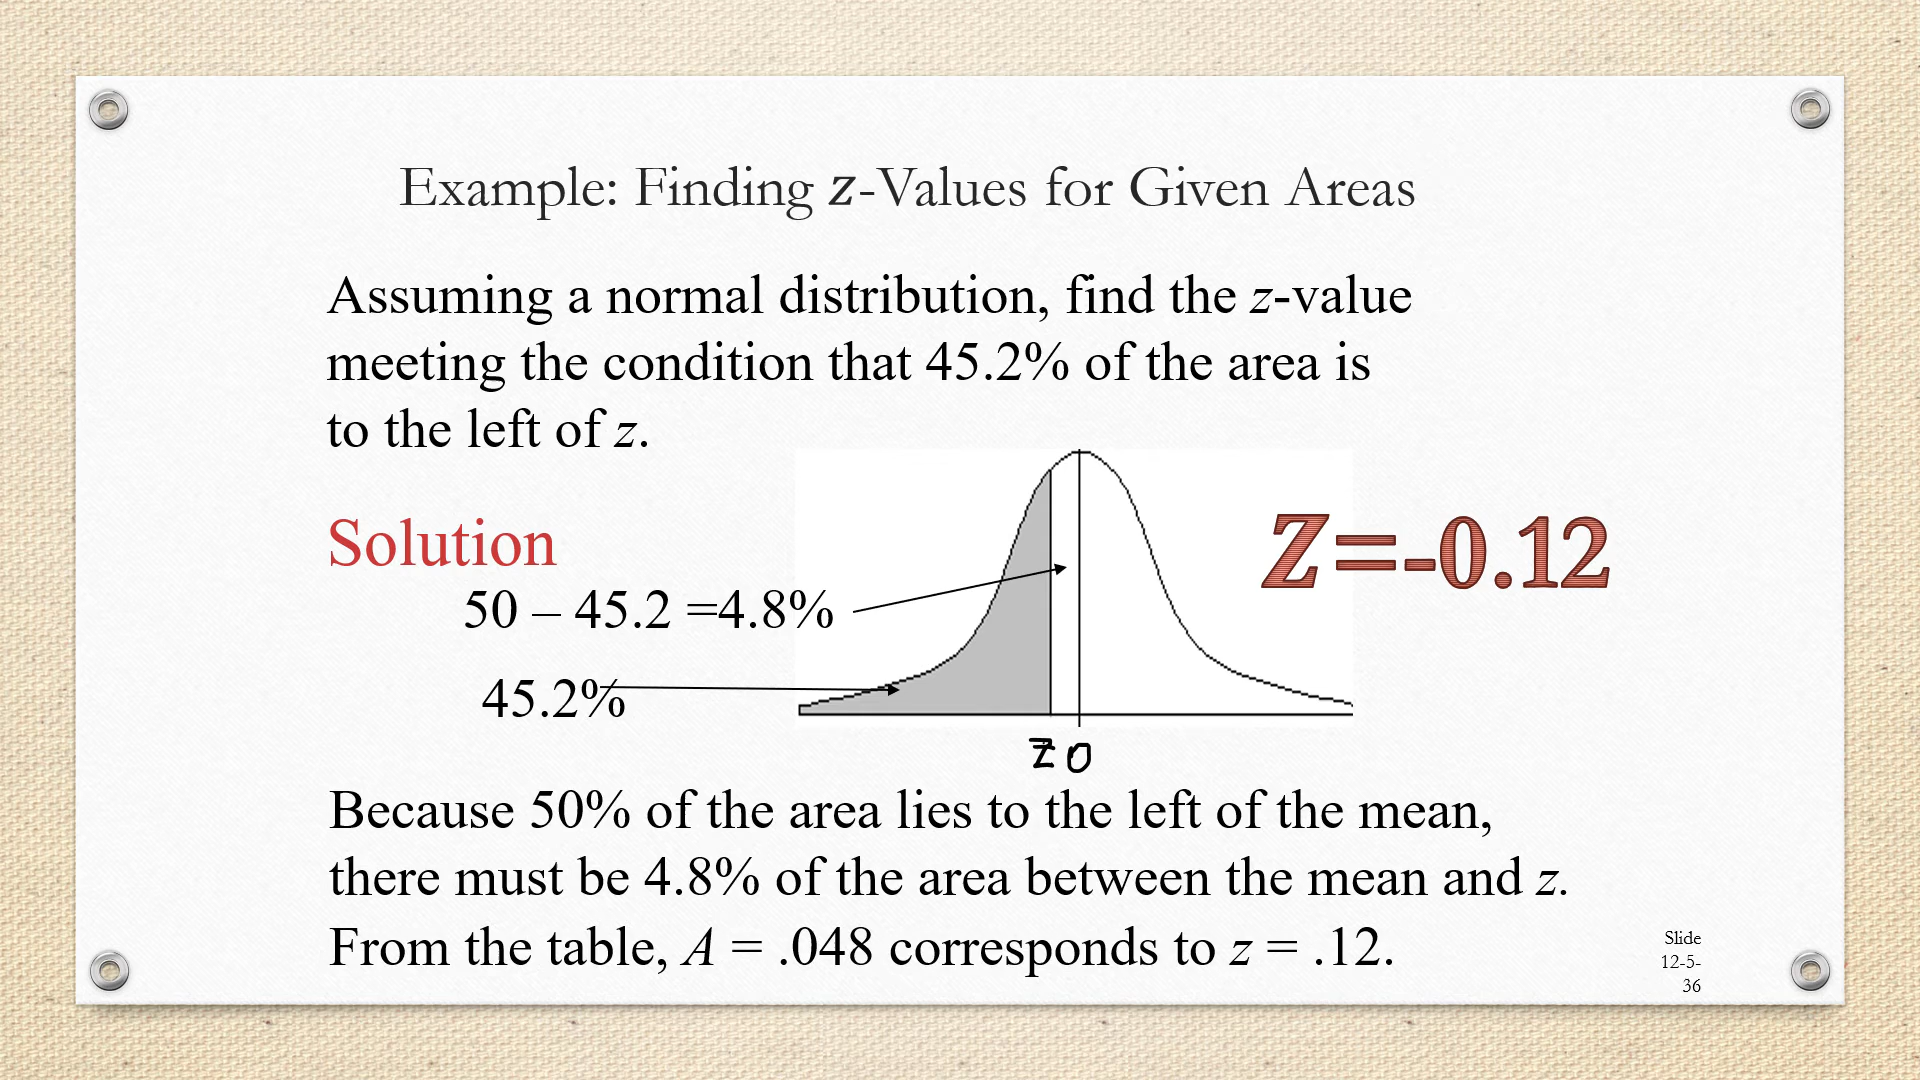 Example: Finding z-Values for Given Areas
Assuming a normal distribution, find the z-value
meeting the condition that 45.2% of the area is
to the left of z.
Solution
Z=-0.12
50 – 45.2 =4.8%
45.2%
z 0
Because 50% of the area lies to the left of the mean,
there must be 4.8% of the area between the mean and z.
From the table, A = .048 corresponds to z = .12.
Slide
12-5-
36